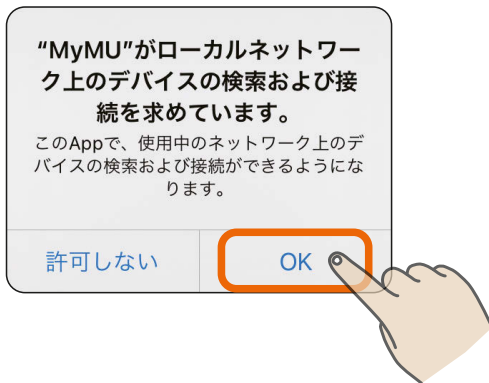 “MyMU”がローカルネットワー
ク上のデバイスの検索および接
続を求めています。
このAppで、使用中のネットワーク上のデ
バイスの検索および接続ができるようにな
ります。
許可しない
OK